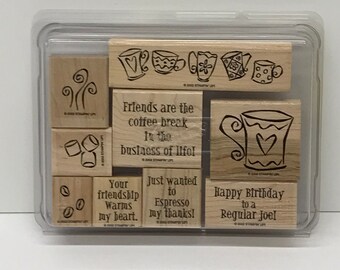 Friends are the
coffee break
In the
business of life!
Your
friendship
Warms
my heart.
Just wanted
to
Espresso
my thanks!
Happy Birthday
to a
Regular Joe!